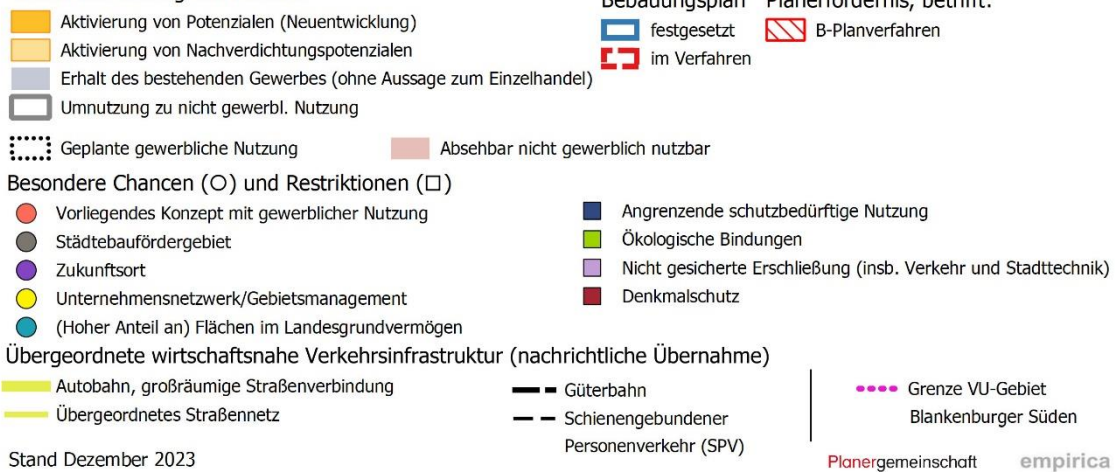 Bebauungsplan Planerfordernis, betrifft:
Aktivierung von Potenzialen (Neuentwicklung)
festgesetzt
B-Planverfahren
Aktivierung von Nachverdichtungspotenzialen
im Verfahren
Erhalt des bestehenden Gewerbes (ohne Aussage zum Einzelhandel)
Umnutzung zu nicht gewerbl. Nutzung
Geplante gewerbliche Nutzung
Absehbar nicht gewerblich nutzbar
Besondere Chancen (○) und Restriktionen (□)
Vorliegendes Konzept mit gewerblicher Nutzung
Städtebaufördergebiet
Zukunftsort
Unternehmensnetzwerk/Gebietsmanagement
(Hoher Anteil an) Flächen im Landesgrundvermögen
Angrenzende schutzbedürftige Nutzung
Ökologische Bindungen
Nicht gesicherte Erschließung (insb. Verkehr und Stadttechnik)
Denkmalschutz
Übergeordnete wirtschaftsnahe Verkehrsinfrastruktur (nachrichtliche Übernahme)
Autobahn, großräumige Straßenverbindung
Übergeordnetes Straßennetz
Güterbahn
Schienengebundener
Personenverkehr (SPV)
Grenze VU-Gebiet
Blankenburger Süden
Stand Dezember 2023
Planergemeinschaft
empirica